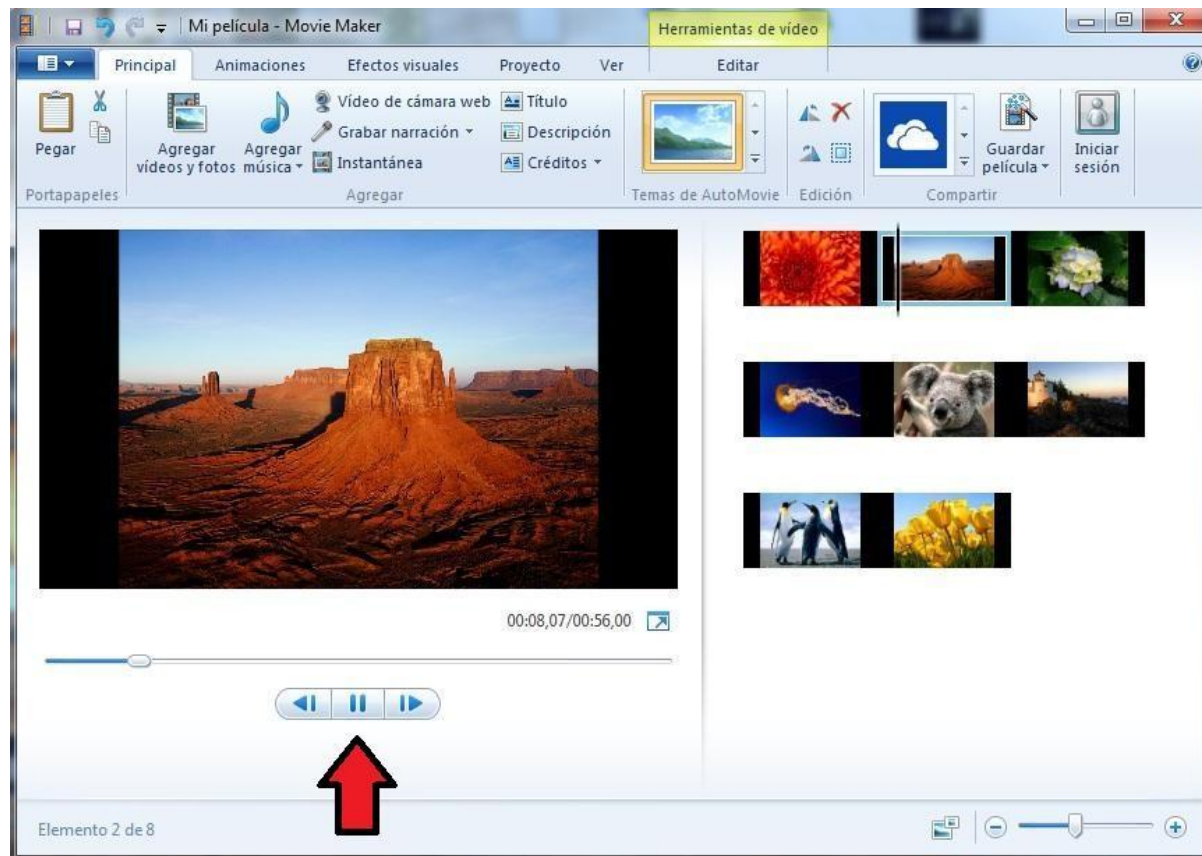 Mi película - Movie Maker
Herramientas de vídeo
Principal Animaciones Efectos visuales Proyecto Ver Editar
Pegar
Portapapeles
Agregar
vídeos y fotos
Agregar
música
Vídeo de cámara web
Grabar narración
Instantánea
Título
Descripción
Créditos
Agregar
Temas de AutoMovie
Edición
Guardar
película
Compartir
Iniciar
sesión
00:08,07/00:56,00
Elemento 2 de 8